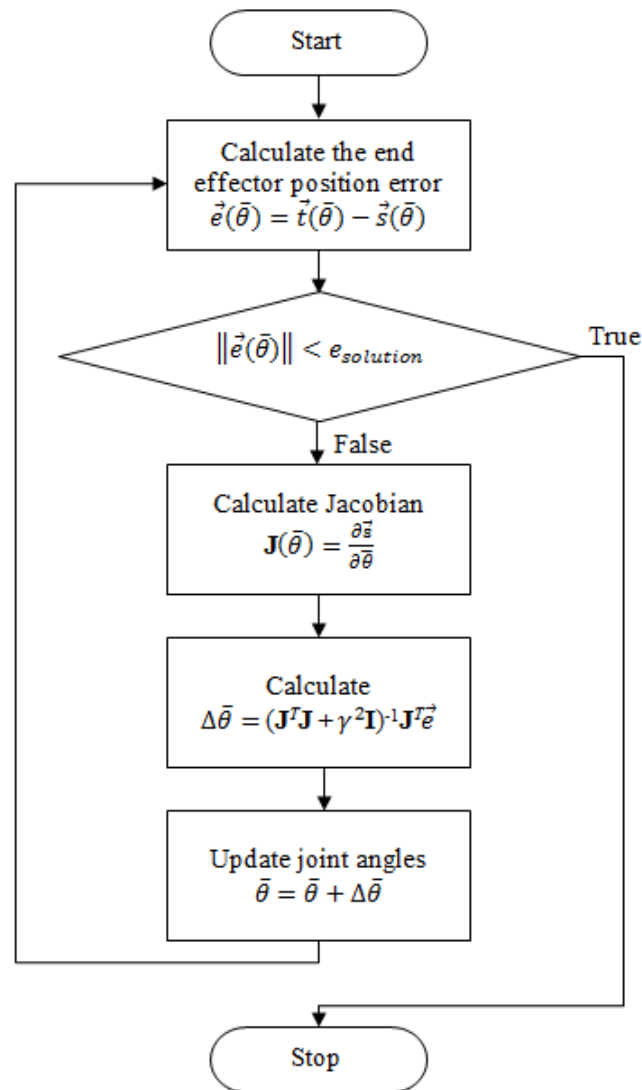 Start
Calculate the end
effector position error
𝑒⃗(θ̄) = 𝑡⃗(θ̄) − 𝑠⃗(θ̄)
‖𝑒⃗(θ̄)‖ < 𝑒_solution
True
False
Calculate Jacobian
𝐉(θ̄) = ∂𝑠⃗/∂θ̄
Calculate
Δθ̄ = (𝐉ᵀ𝐉 + γ²𝐈)⁻¹𝐉ᵀ𝑒⃗
Update joint angles
θ̄ = θ̄ + Δθ̄
Stop